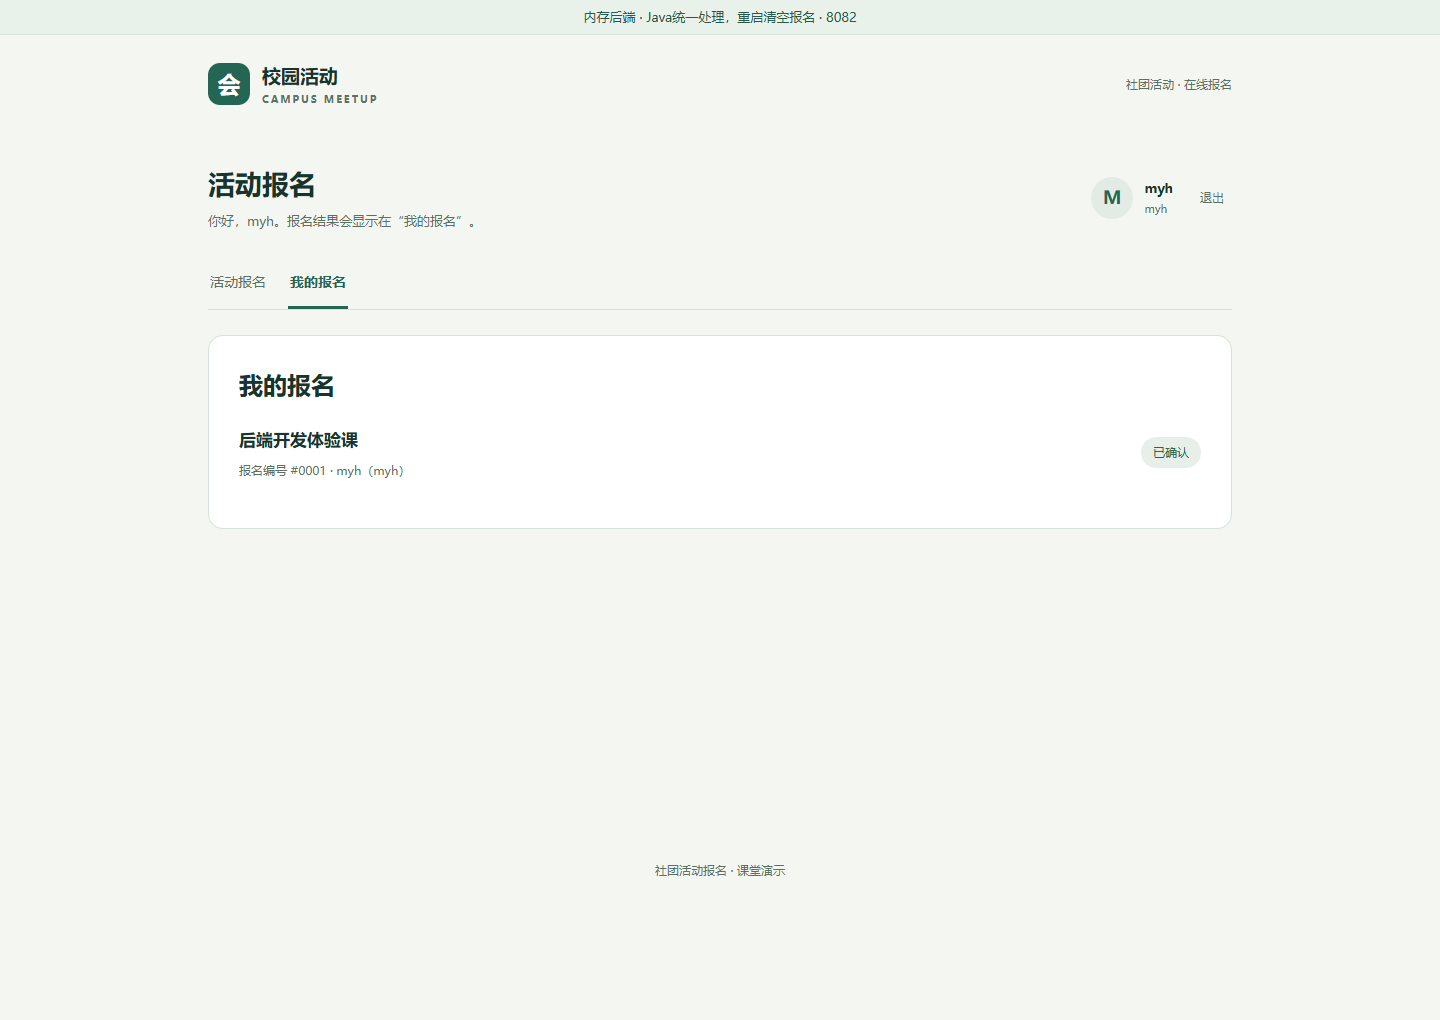 内存后端 · Java统一处理，重启清空报名 · 8082
会
校园活动
CAMPUS MEETUP
社团活动 · 在线报名
活动报名
你好，myh。报名结果会显示在“我的报名”。
M
myh
myh
退出
活动报名
我的报名
我的报名
后端开发体验课
报名编号 #0001 · myh（myh）
已确认
社团活动报名 · 课堂演示